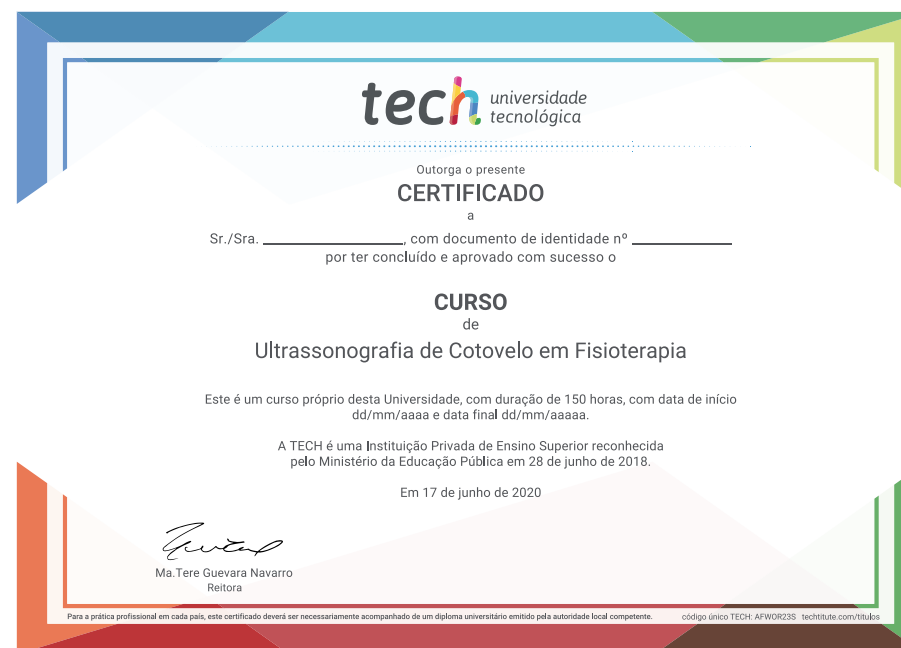 tech universidade
tecnológica
Outorga o presente
CERTIFICADO
a
Sr./Sra. ______________, com documento de identidade nº __________
por ter concluído e aprovado com sucesso o
CURSO
de
Ultrassonografia de Cotovelo em Fisioterapia
Este é um curso próprio desta Universidade, com duração de 150 horas, com data de início
dd/mm/aaaa e data final dd/mm/aaaaa.
A TECH é uma Instituição Privada de Ensino Superior reconhecida
pelo Ministério da Educação Pública em 28 de junho de 2018.
Em 17 de junho de 2020
Ma.Tere Guevara Navarro
Reitora
Para a prática profissional em cada país, este certificado deverá ser necessariamente acompanhado de um diploma universitário emitido pela autoridade local competente. código único TECH: AFWOR23S techtitute.com/titulos